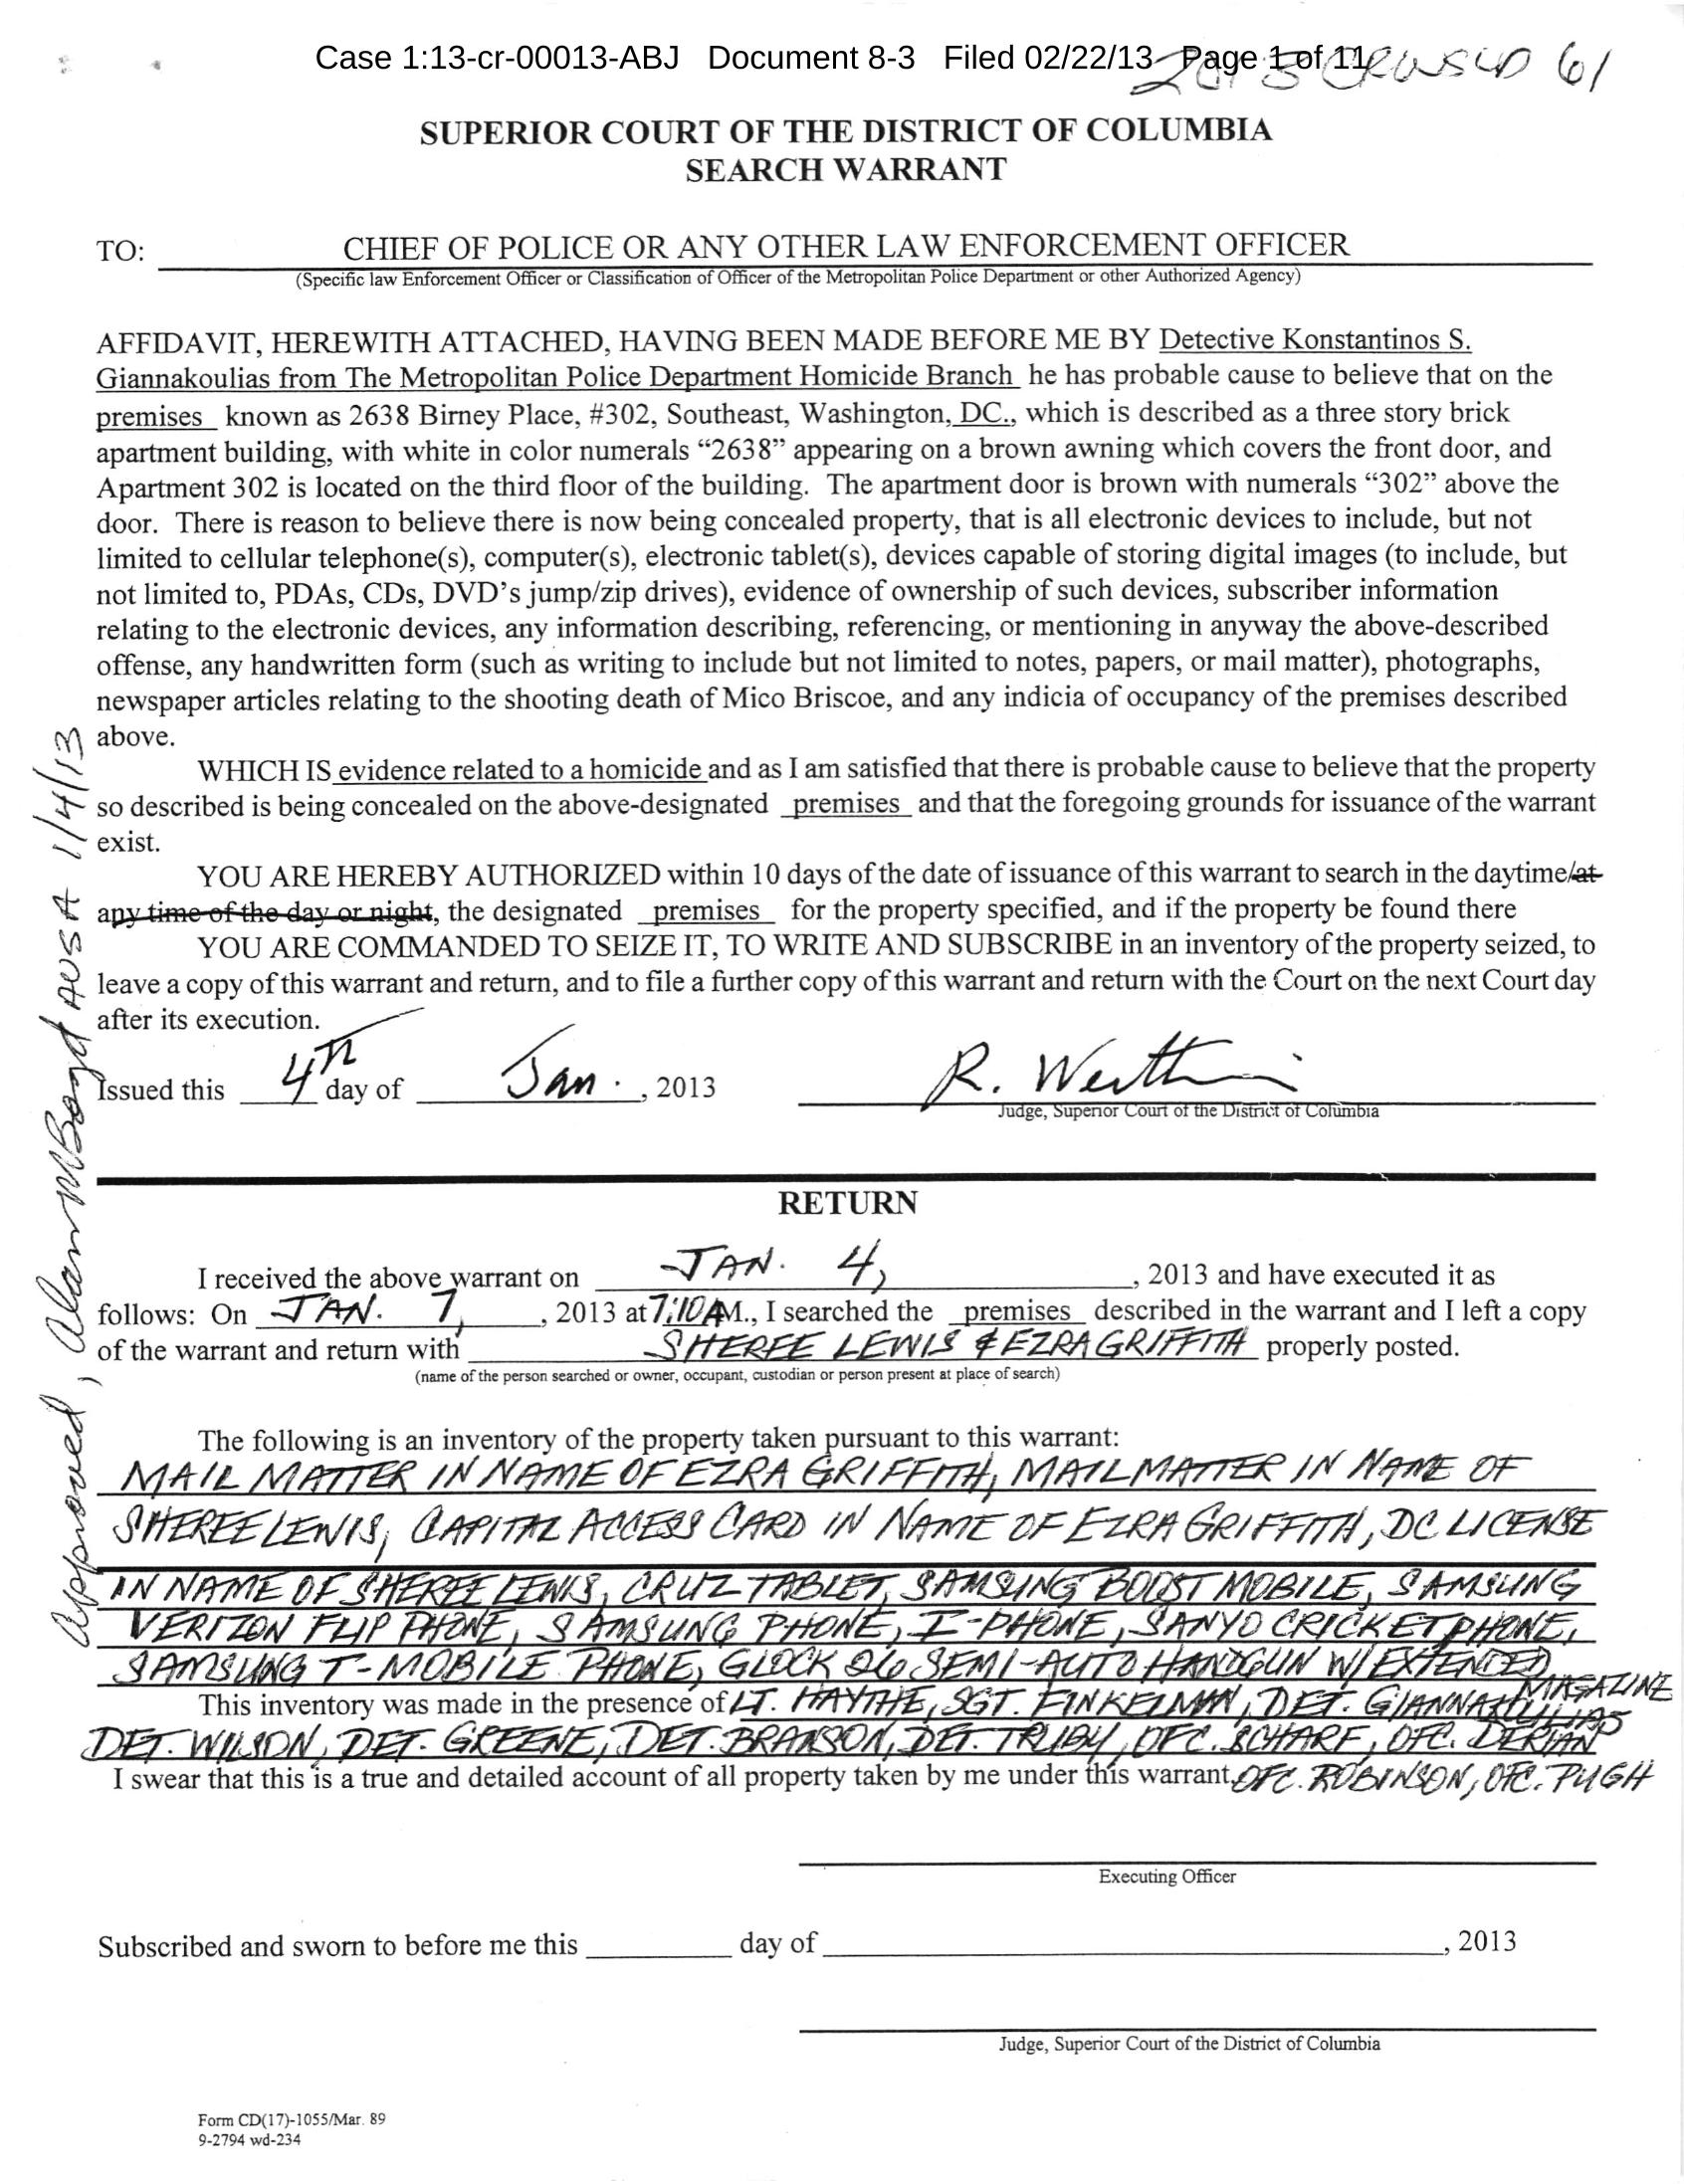 Case 1:13-cr-00013-ABJ Document 8-3 Filed 02/22/13 Page 1 of 11
2013 CRWSLD 61
SUPERIOR COURT OF THE DISTRICT OF COLUMBIA
SEARCH WARRANT
TO: CHIEF OF POLICE OR ANY OTHER LAW ENFORCEMENT OFFICER
(Specific law Enforcement Officer or Classification of Officer of the Metropolitan Police Department or other Authorized Agency)
AFFIDAVIT, HEREWITH ATTACHED, HAVING BEEN MADE BEFORE ME BY Detective Konstantinos S.
Giannakoulias from The Metropolitan Police Department Homicide Branch he has probable cause to believe that on the
premises known as 2638 Birney Place, #302, Southeast, Washington, DC., which is described as a three story brick
apartment building, with white in color numerals “2638” appearing on a brown awning which covers the front door, and
Apartment 302 is located on the third floor of the building. The apartment door is brown with numerals “302” above the
door. There is reason to believe there is now being concealed property, that is all electronic devices to include, but not
limited to cellular telephone(s), computer(s), electronic tablet(s), devices capable of storing digital images (to include, but
not limited to, PDAs, CDs, DVD’s jump/zip drives), evidence of ownership of such devices, subscriber information
relating to the electronic devices, any information describing, referencing, or mentioning in anyway the above-described
offense, any handwritten form (such as writing to include but not limited to notes, papers, or mail matter), photographs,
newspaper articles relating to the shooting death of Mico Briscoe, and any indicia of occupancy of the premises described
above.
WHICH IS evidence related to a homicide and as I am satisfied that there is probable cause to believe that the property
so described is being concealed on the above-designated premises and that the foregoing grounds for issuance of the warrant
exist.
YOU ARE HEREBY AUTHORIZED within 10 days of the date of issuance of this warrant to search in the daytime/at
any time of the day or night, the designated premises for the property specified, and if the property be found there
YOU ARE COMMANDED TO SEIZE IT, TO WRITE AND SUBSCRIBE in an inventory of the property seized, to
leave a copy of this warrant and return, and to file a further copy of this warrant and return with the Court on the next Court day
after its execution.
Issued this 4th day of Jan., 2013 R. Werth
Judge, Superior Court of the District of Columbia
Approved, Alan M Boyd AUSA 1/4/13
RETURN
I received the above warrant on JAN. 4, , 2013 and have executed it as
follows: On JAN. 7, , 2013 at 7:10 AM., I searched the premises described in the warrant and I left a copy
of the warrant and return with SHEREE LEWIS & EZRA GRIFFITH properly posted.
(name of the person searched or owner, occupant, custodian or person present at place of search)
The following is an inventory of the property taken pursuant to this warrant:
MAIL MATTER IN NAME OF EZRA GRIFFITH, MAIL MATTER IN NAME OF
SHEREE LEWIS, CAPITAL ACCESS CARD IN NAME OF EZRA GRIFFITH, DC LICENSE
IN NAME OF SHEREE LEWIS, CRUZ TABLET, SAMSUNG BOOST MOBILE, SAMSUNG
VERIZON FLIP PHONE, SAMSUNG PHONE, I-PHONE, SANYO CRICKET PHONE,
SAMSUNG T-MOBILE PHONE, GLOCK 26 SEMI-AUTO HANDGUN W/ EXTENDED
MAGAZINE
This inventory was made in the presence of LT. HAYTHE, SGT. FINKELMAN, DET. GIANNAKOULIAS
DET. WILSON, DET. GREENE, DET. BRANSON, DET. TRUBY, OFC. SCHARF, OFC. DERIAN
I swear that this is a true and detailed account of all property taken by me under this warrant. OFC. ROBINSON, OFC. PUGH
Executing Officer
Subscribed and sworn to before me this day of , 2013
Judge, Superior Court of the District of Columbia
Form CD(17)-1055/Mar. 89
9-2794 wd-234